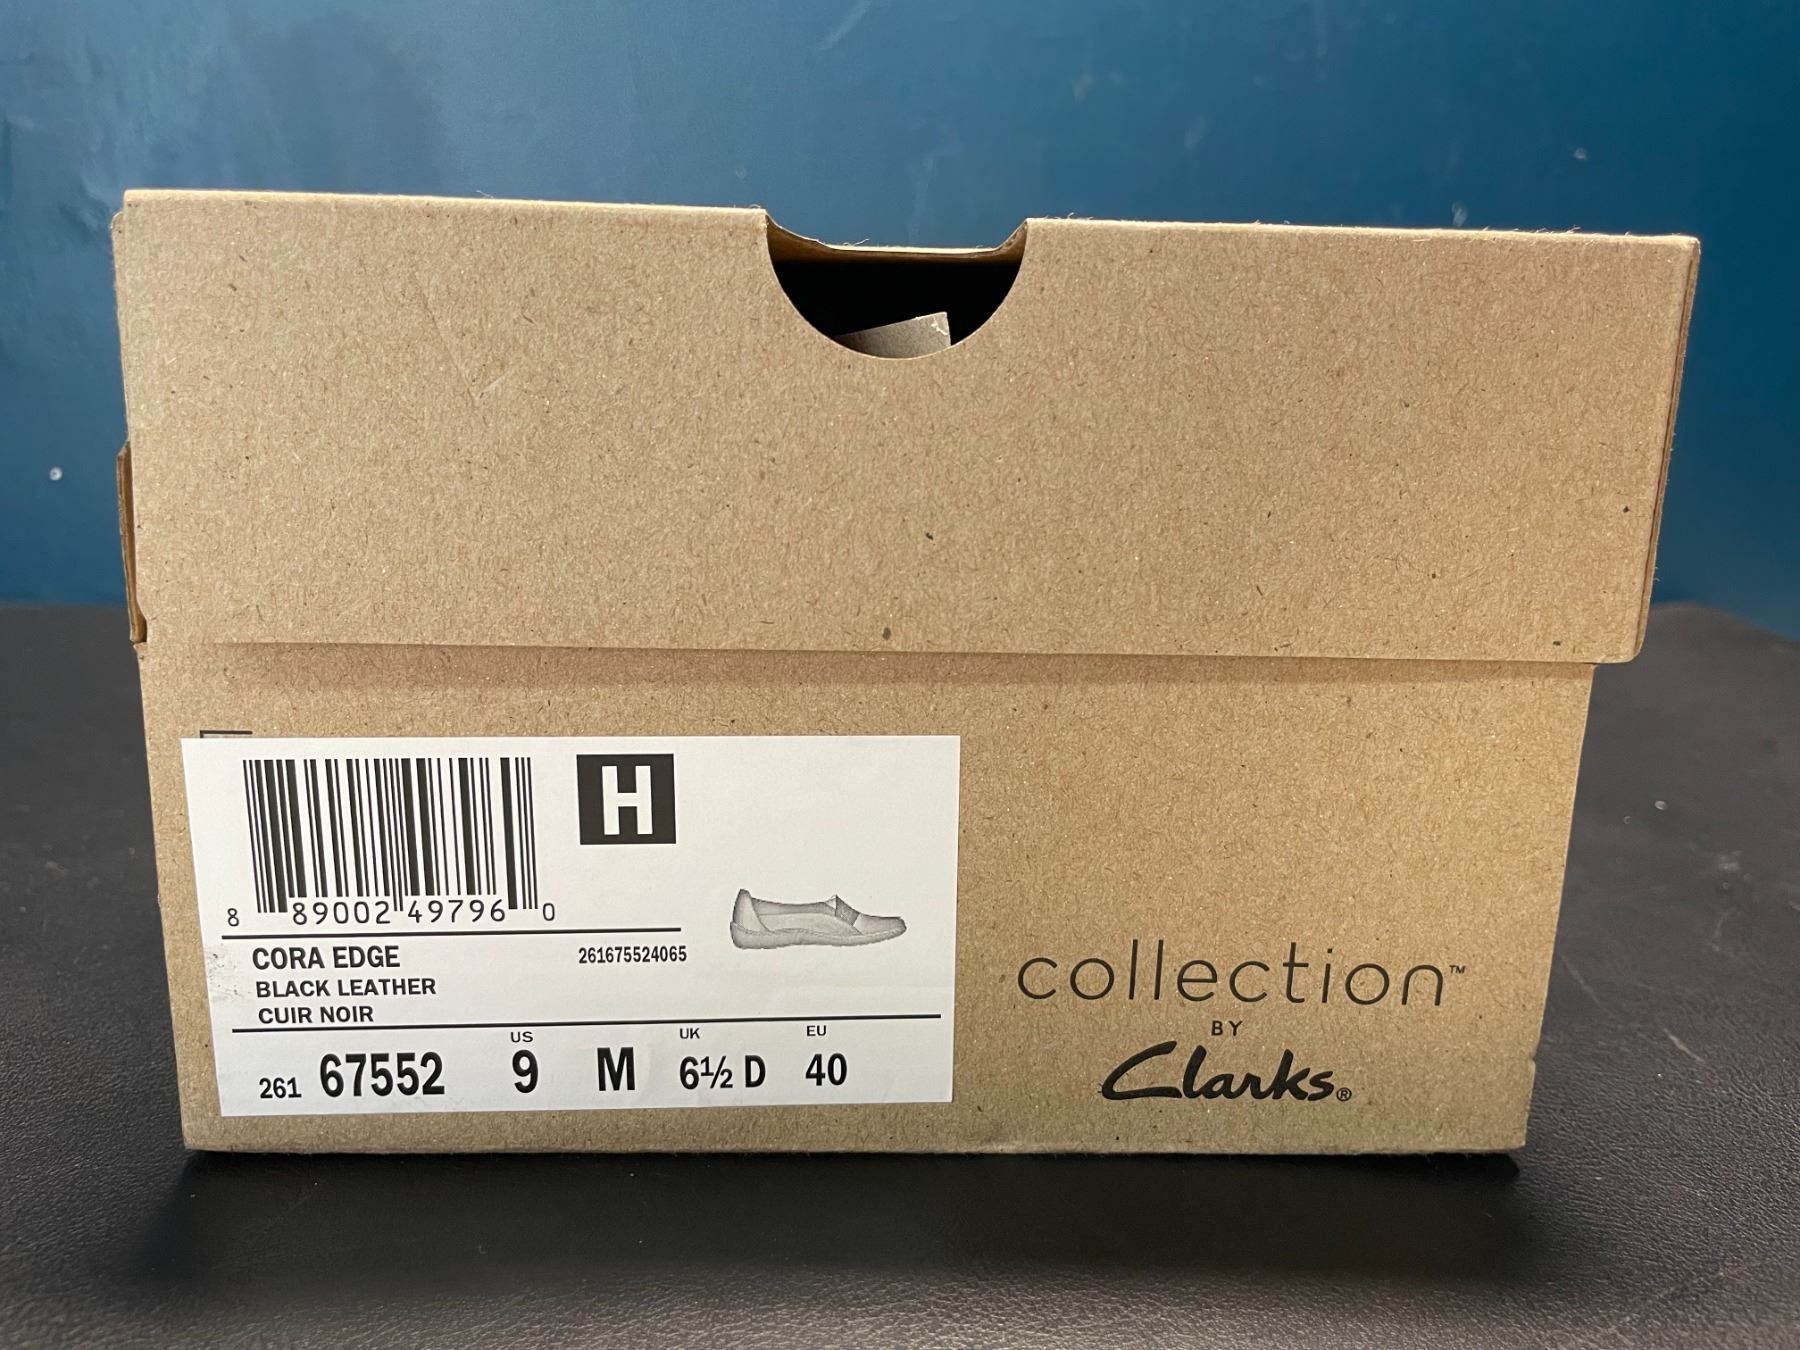 H
8 89002 49796 0
CORA EDGE 261675524065
BLACK LEATHER
CUIR NOIR
US UK EU
261 67552 9 M 6½ D 40
collection™
BY
Clarks®